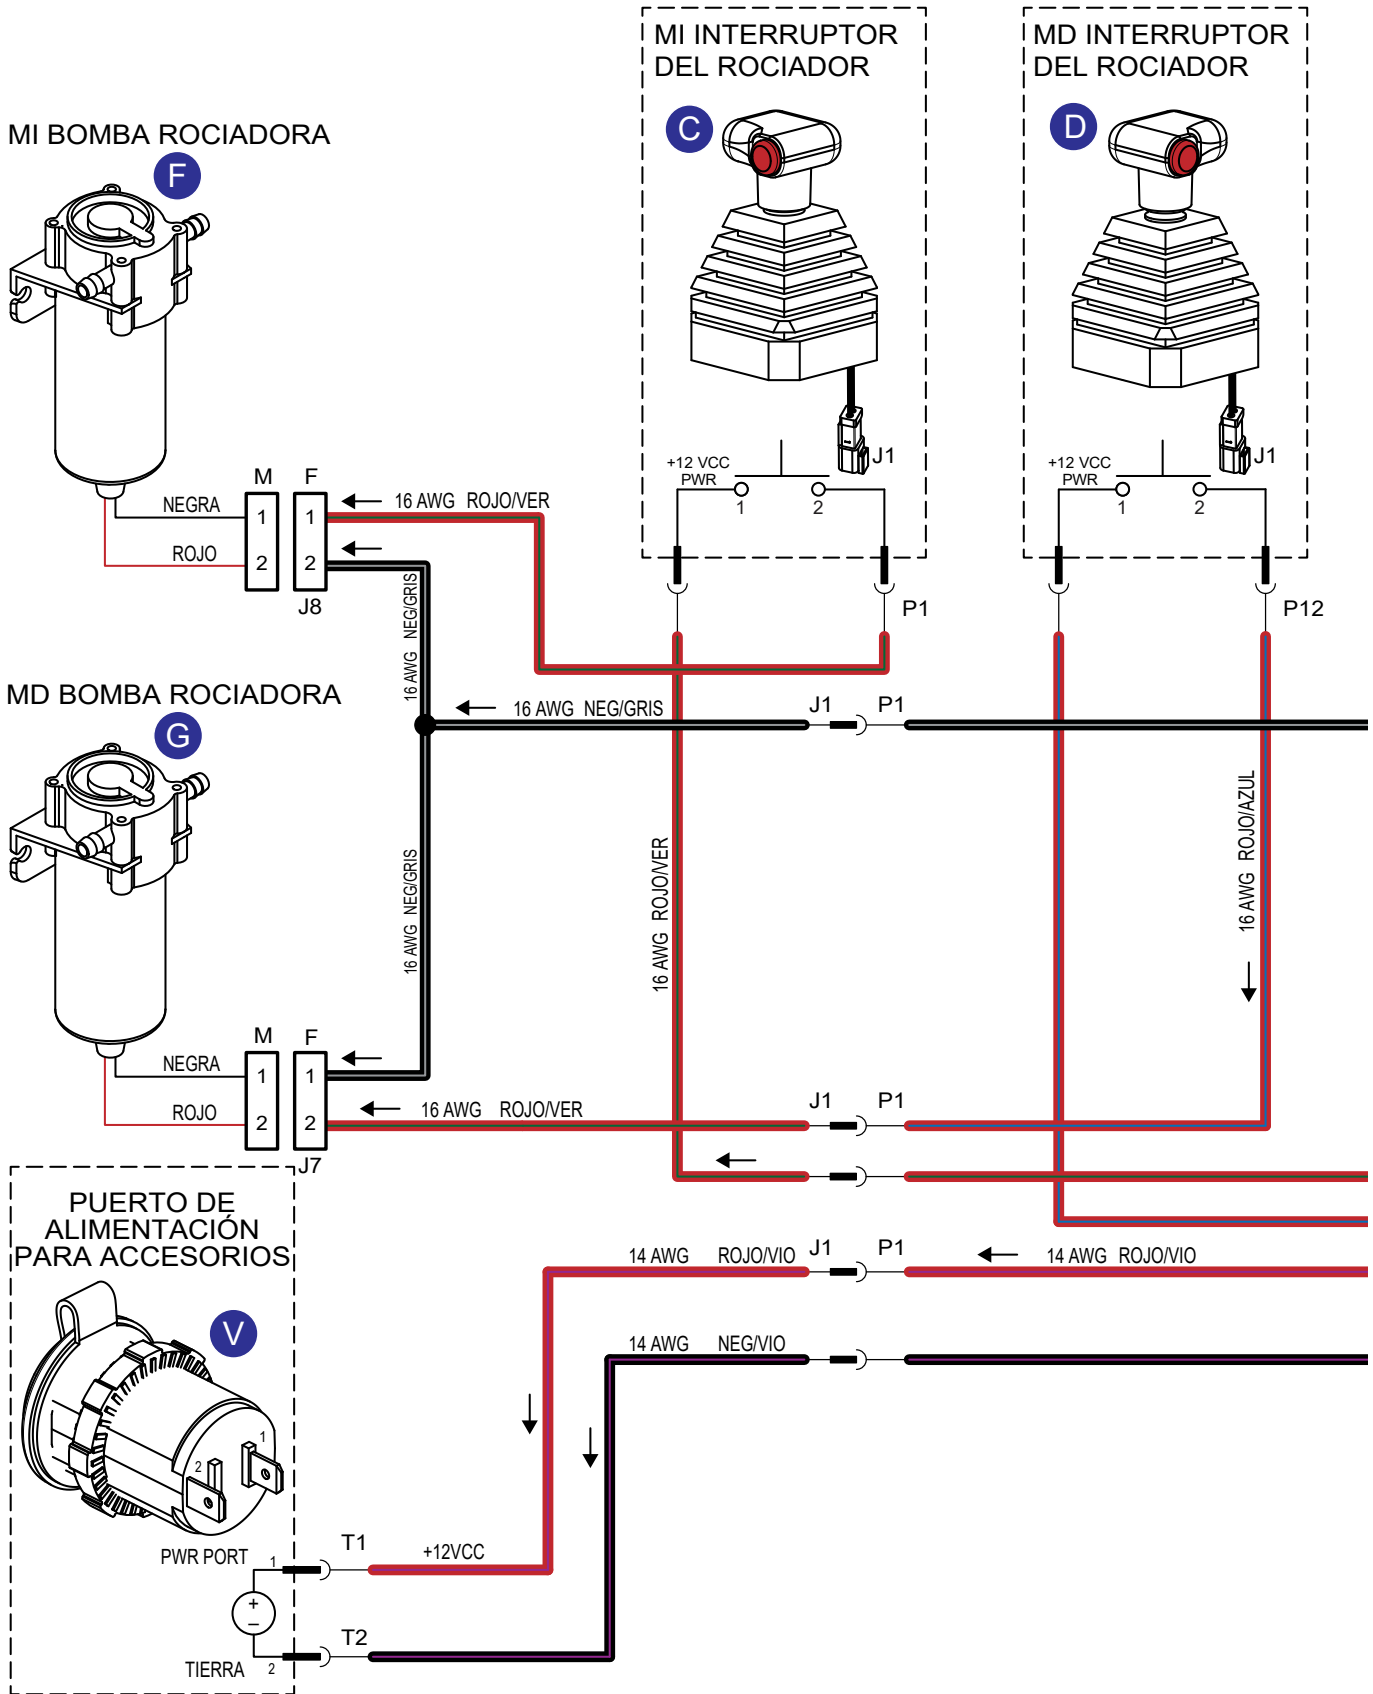 MI INTERRUPTOR
DEL ROCIADOR
C
J1
+12 VCC
PWR
1
2
P1
MD INTERRUPTOR
DEL ROCIADOR
D
J1
+12 VCC
PWR
1
2
P12
MI BOMBA ROCIADORA
F
NEGRA
ROJO
M
1
2
F
1
2
J8
16 AWG ROJO/VER
16 AWG NEG/GRIS
16 AWG NEG/GRIS
J1
P1
MD BOMBA ROCIADORA
G
16 AWG NEG/GRIS
16 AWG ROJO/VER
16 AWG ROJO/AZUL
NEGRA
ROJO
M
1
2
F
1
2
J7
16 AWG ROJO/VER
J1
P1
PUERTO DE
ALIMENTACIÓN
PARA ACCESORIOS
V
14 AWG ROJO/VIO
J1
P1
14 AWG ROJO/VIO
14 AWG NEG/VIO
1
2
PWR PORT
1
T1
+12VCC
+
–
TIERRA
2
T2